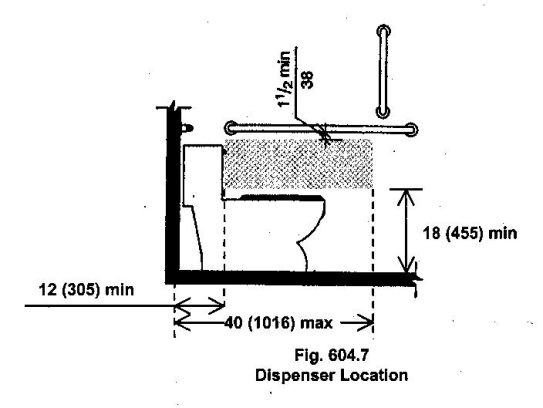 1 1/2 min
38
18 (455) min
12 (305) min
40 (1016) max
Fig. 604.7
Dispenser Location